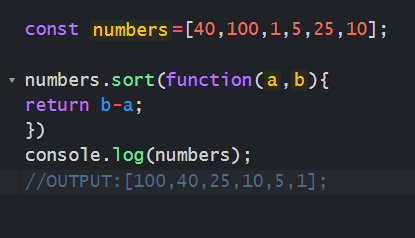 const numbers=[40,100,1,5,25,10];
numbers.sort(function(a,b){
return b-a;
})
console.log(numbers);
//OUTPUT:[100,40,25,10,5,1];